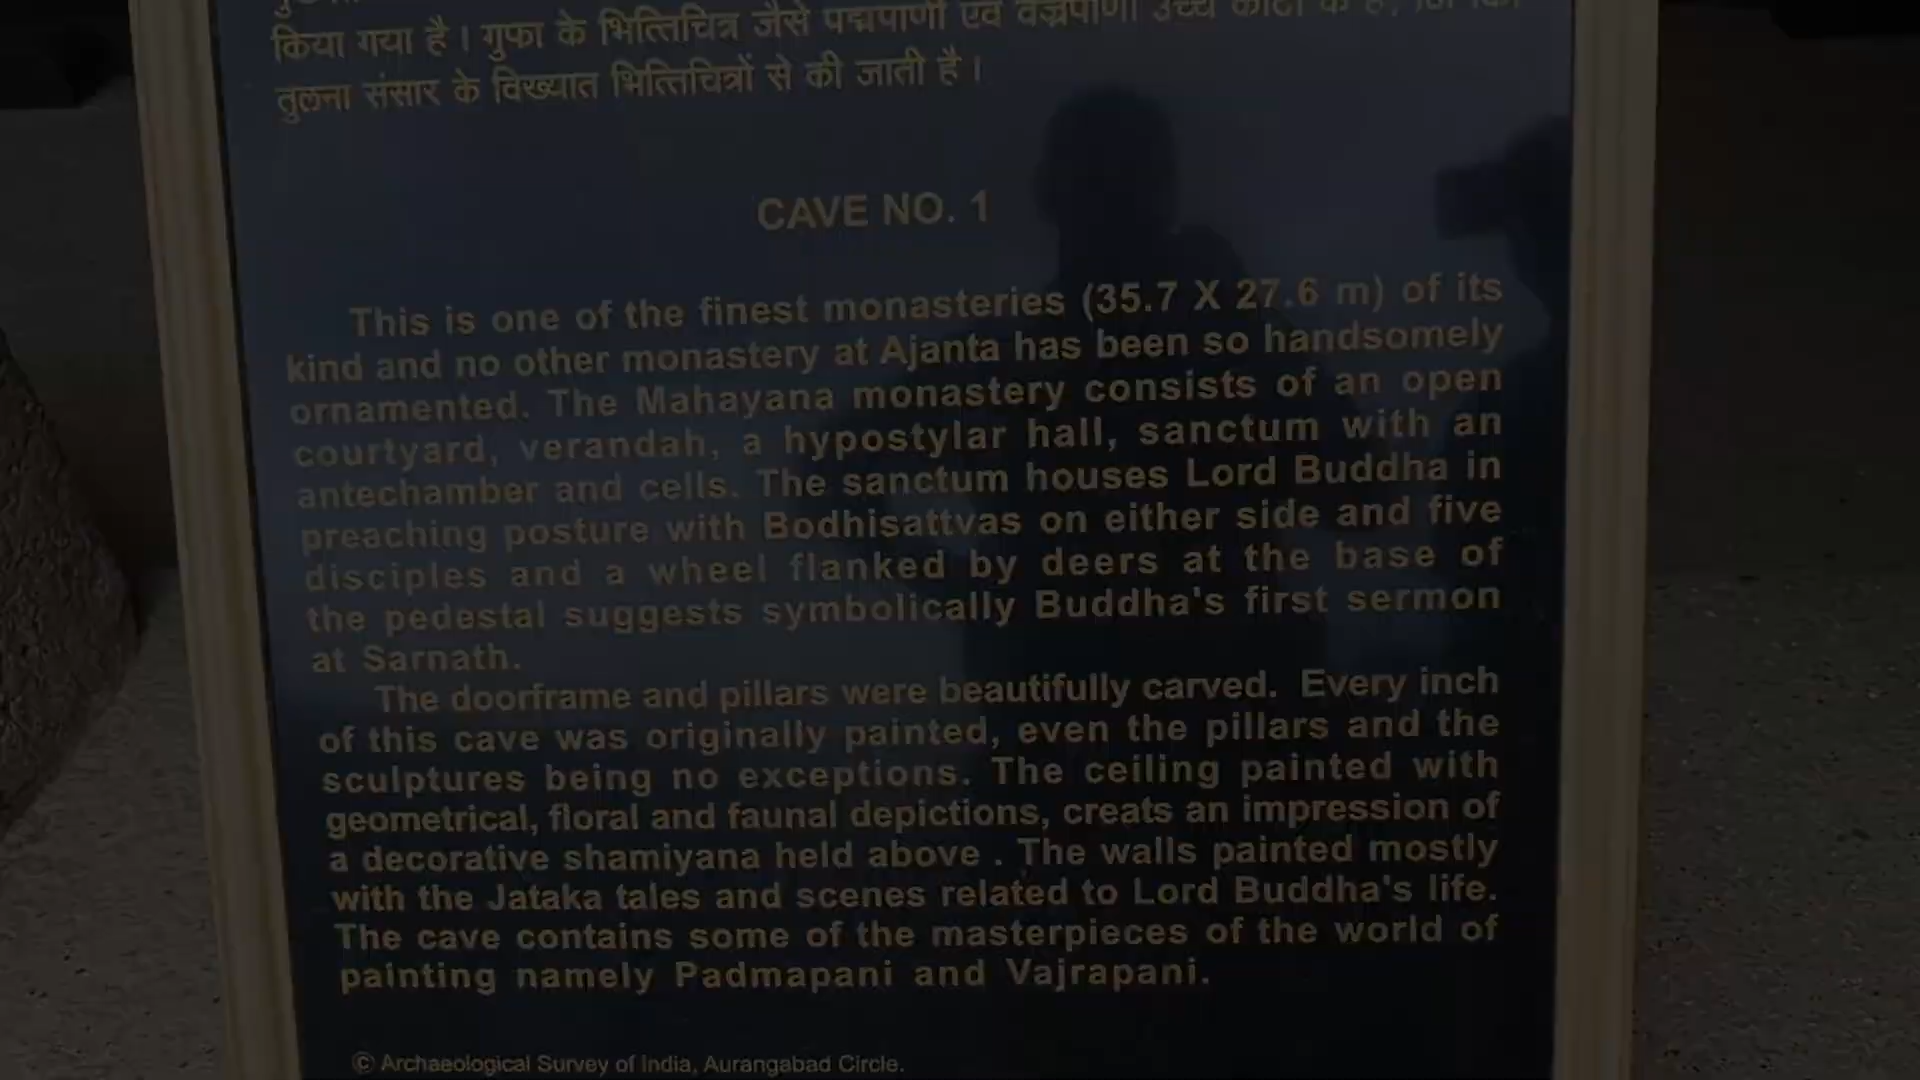 किया गया है । गुफा के भित्तिचित्र जैसे पद्मपाणी एवं वज्रपाणी उच्च कोटी के है,
तुलना संसार के विख्यात भित्तिचित्रों से की जाती है ।
CAVE NO. 1
This is one of the finest monasteries (35.7 X 27.6 m) of its
kind and no other monastery at Ajanta has been so handsomely
ornamented. The Mahayana monastery consists of an open
courtyard, verandah, a hypostylar hall, sanctum with an
antechamber and cells. The sanctum houses Lord Buddha in
preaching posture with Bodhisattvas on either side and five
disciples and a wheel flanked by deers at the base of
the pedestal suggests symbolically Buddha's first sermon
at Sarnath.
The doorframe and pillars were beautifully carved. Every inch
of this cave was originally painted, even the pillars and the
sculptures being no exceptions. The ceiling painted with
geometrical, floral and faunal depictions, creats an impression of
a decorative shamiyana held above . The walls painted mostly
with the Jataka tales and scenes related to Lord Buddha's life.
The cave contains some of the masterpieces of the world of
painting namely Padmapani and Vajrapani.
© Archaeological Survey of India, Aurangabad Circle.